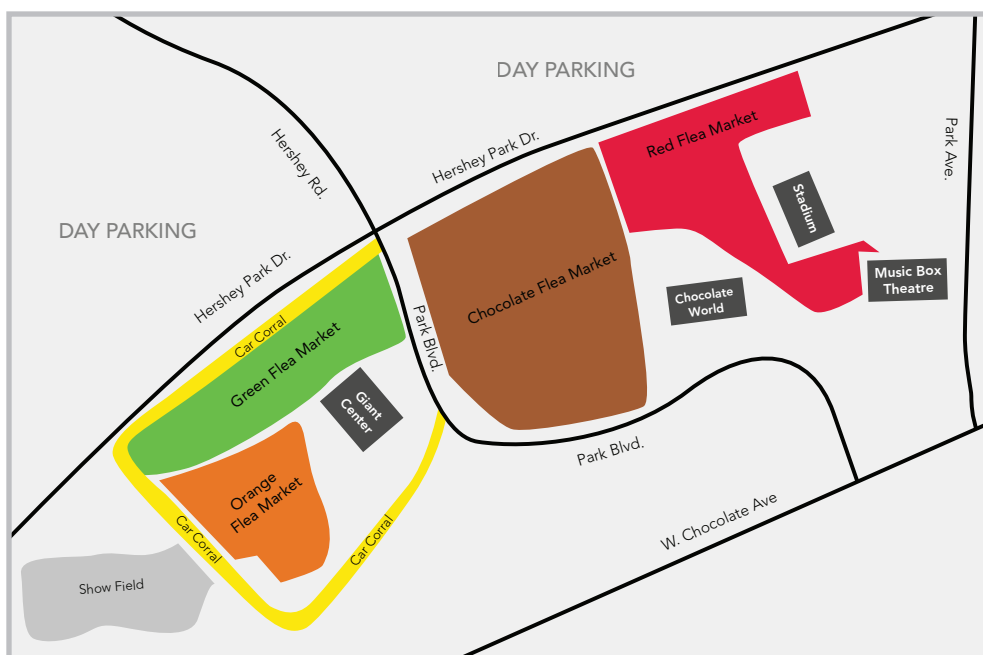 DAY PARKING
Hershey Park Dr.
Red Flea Market
Park Ave.
Hershey Rd.
Stadium
DAY PARKING
Hershey Park Dr.
Chocolate Flea Market
Music Box
Theatre
Chocolate
World
Car Corral
Green Flea Market
Park Blvd.
Giant
Center
Park Blvd.
Orange
Flea Market
Car Corral
Car Corral
W. Chocolate Ave
Show Field